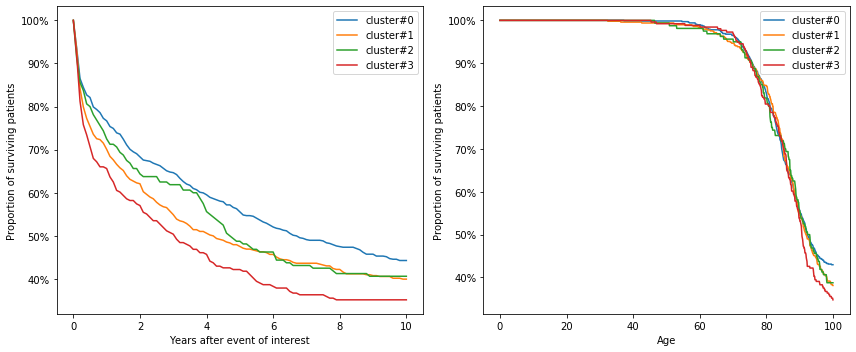 100%
90%
80%
70%
60%
50%
40%
Proportion of surviving patients
0
2
4
6
8
10
Years after event of interest
cluster#0
cluster#1
cluster#2
cluster#3
100%
90%
80%
70%
60%
50%
40%
Proportion of surviving patients
0
20
40
60
80
100
Age
cluster#0
cluster#1
cluster#2
cluster#3